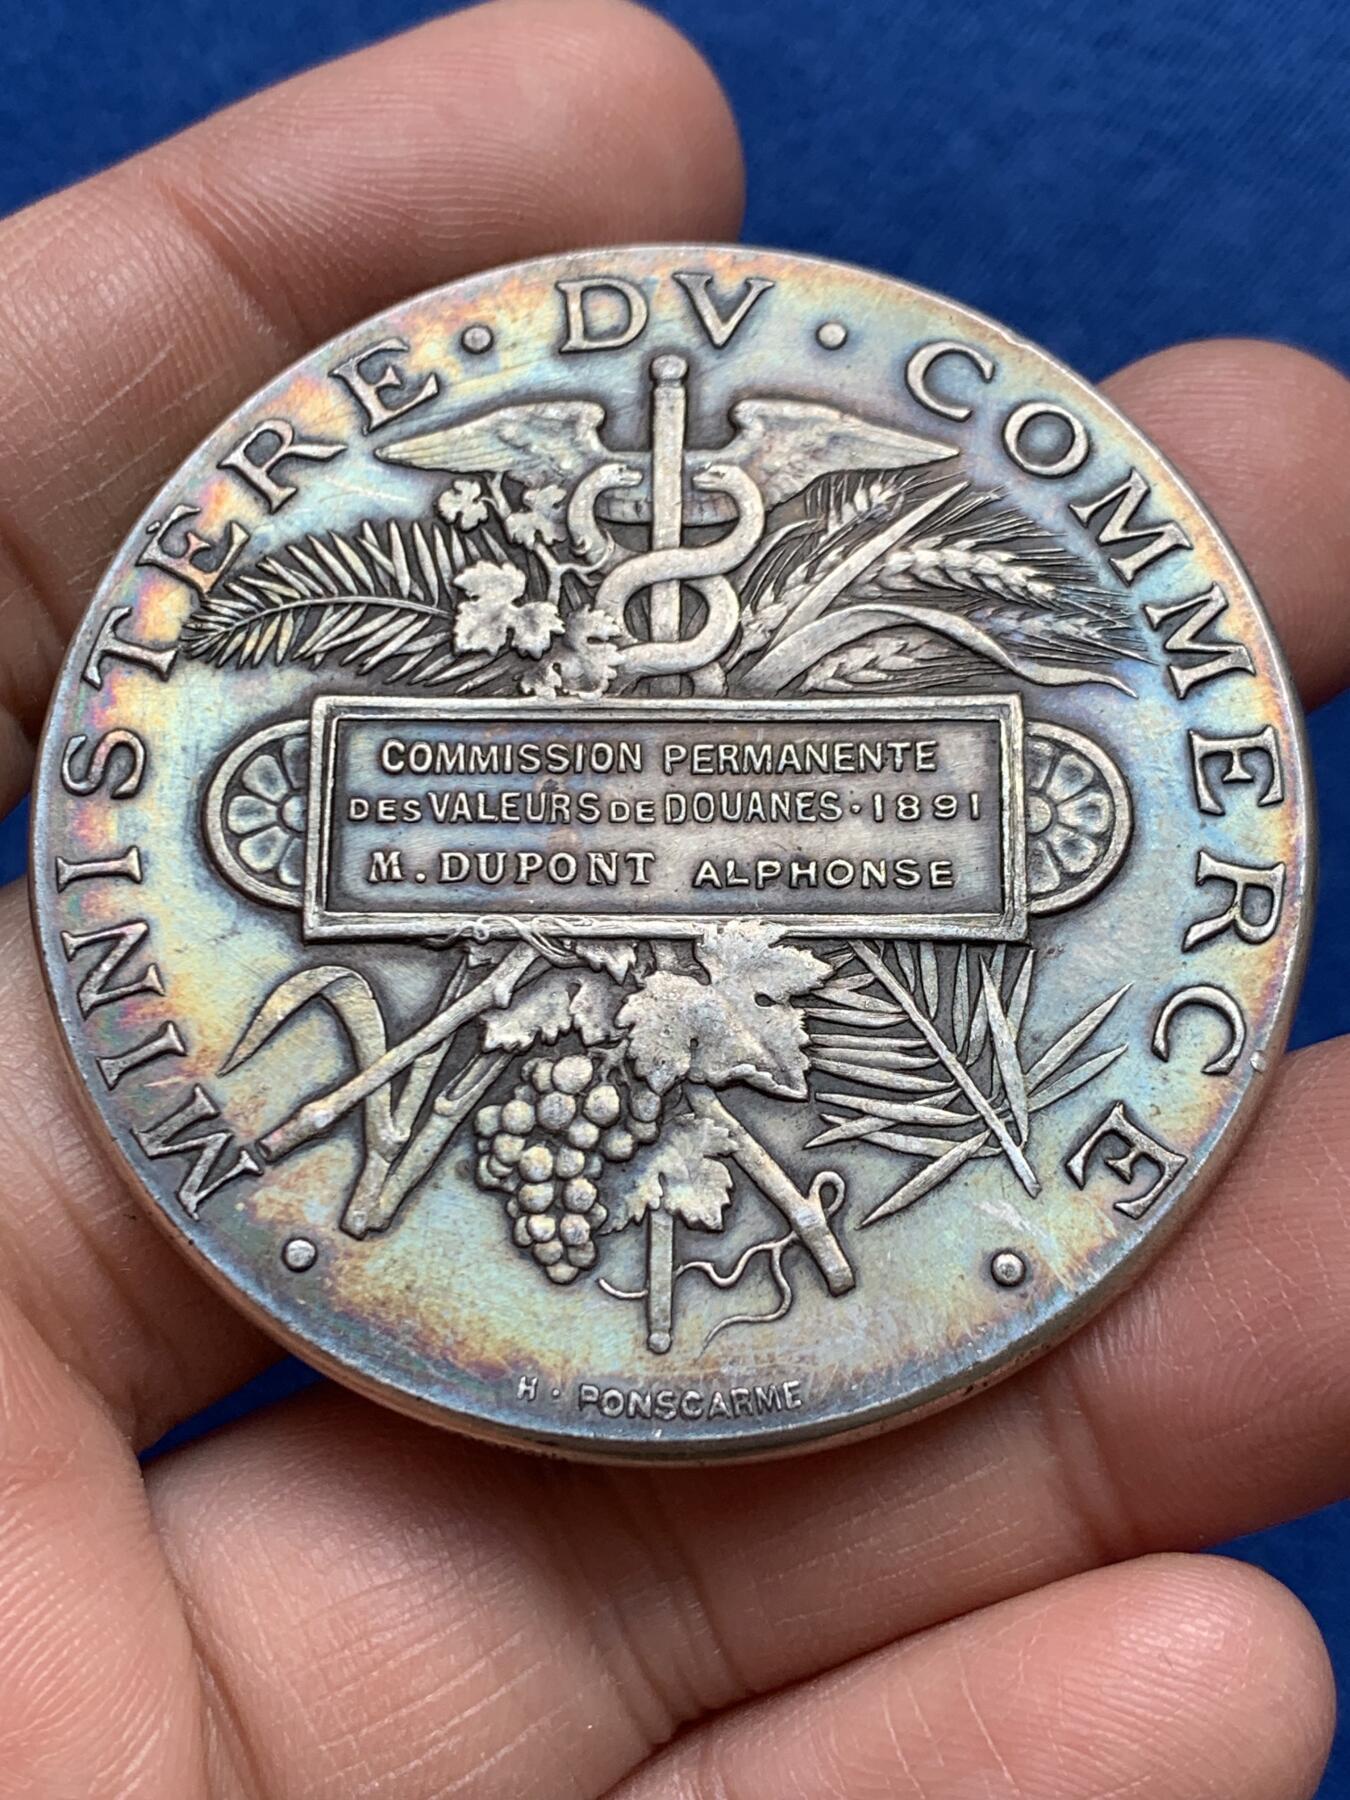 MINISTÈRE · DV · COMMERCE
COMMISSION PERMANENTE
DES VALEURS DE DOUANES · 1891
M. DUPONT ALPHONSE
H · PONSCARME